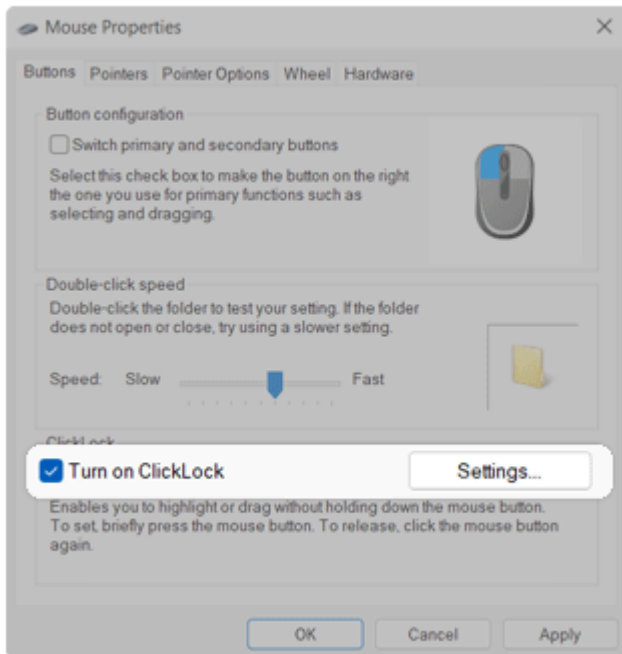 Mouse Properties
Buttons Pointers Pointer Options Wheel Hardware
Button configuration
Switch primary and secondary buttons
Select this check box to make the button on the right
the one you use for primary functions such as
selecting and dragging.
Double-click speed
Double-click the folder to test your setting. If the folder
does not open or close, try using a slower setting.
Speed: Slow Fast
ClickLock
Turn on ClickLock Settings...
Enables you to highlight or drag without holding down the mouse button.
To set, briefly press the mouse button. To release, click the mouse button
again.
OK Cancel Apply